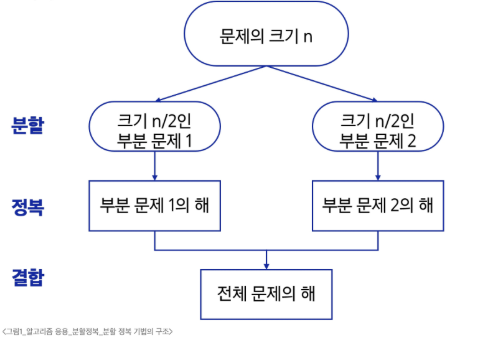 문제의 크기 n
분할
크기 n/2인
부분 문제 1
크기 n/2인
부분 문제 2
정복
부분 문제 1의 해
부분 문제 2의 해
결합
전체 문제의 해
<그림1_알고리즘 응용_분할정복_분할 정복 기법의 구조>